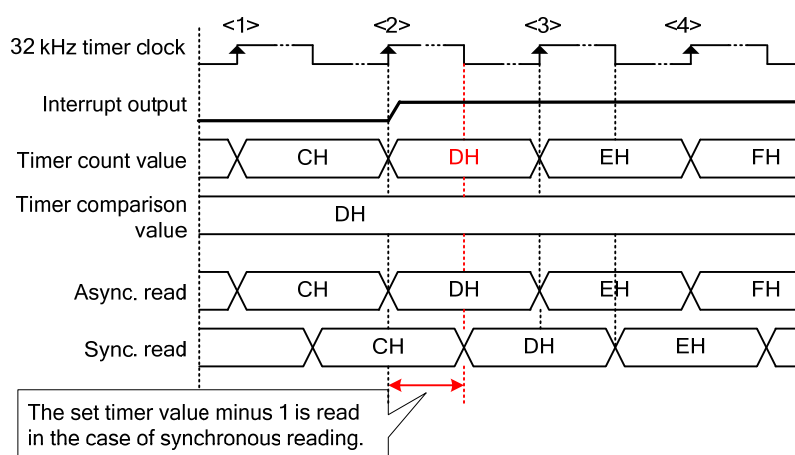 <1> <2> <3> <4>
32 kHz timer clock
Interrupt output
Timer count value CH DH EH FH
Timer comparison
value
DH
Async. read CH DH EH FH
Sync. read CH DH EH
The set timer value minus 1 is read
in the case of synchronous reading.